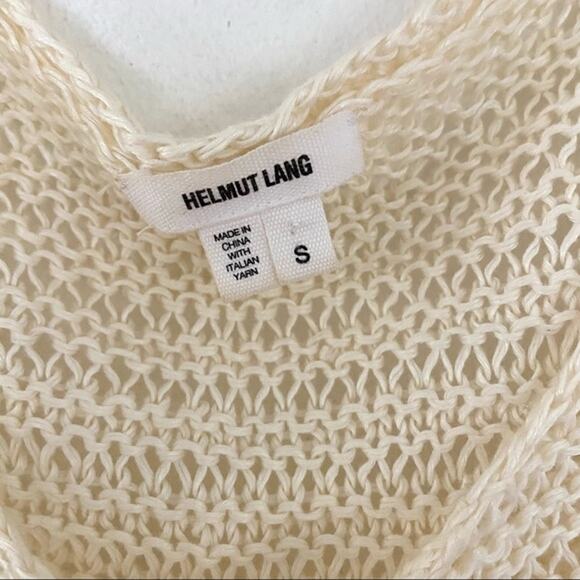 HELMUT LANG
MADE IN
CHINA
WITH
ITALIAN
YARN
S